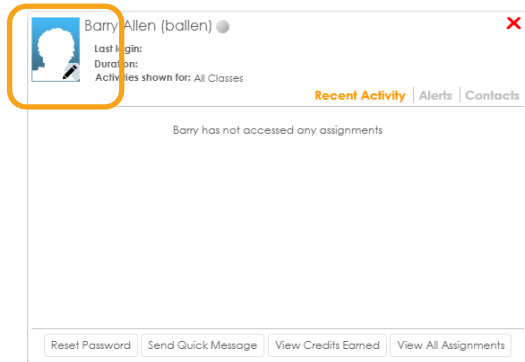 Barry Allen (ballen)
Last login:
Duration:
Activities shown for: All Classes
Recent Activity | Alerts | Contacts
Barry has not accessed any assignments
Reset Password Send Quick Message View Credits Earned View All Assignments